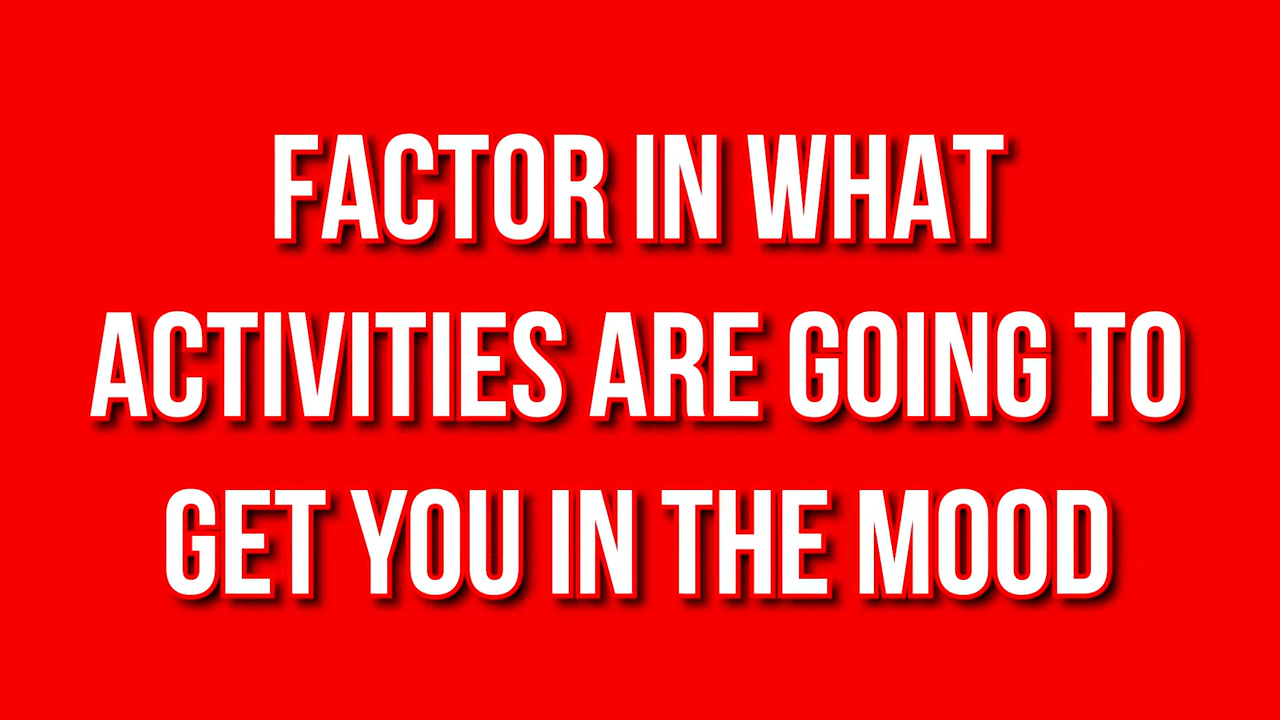 FACTOR IN WHAT
ACTIVITIES ARE GOING TO
GET YOU IN THE MOOD